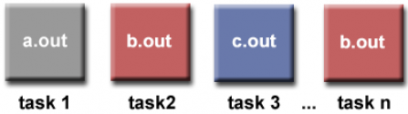 a.out b.out c.out b.out
task 1 task2 task 3 ... task n